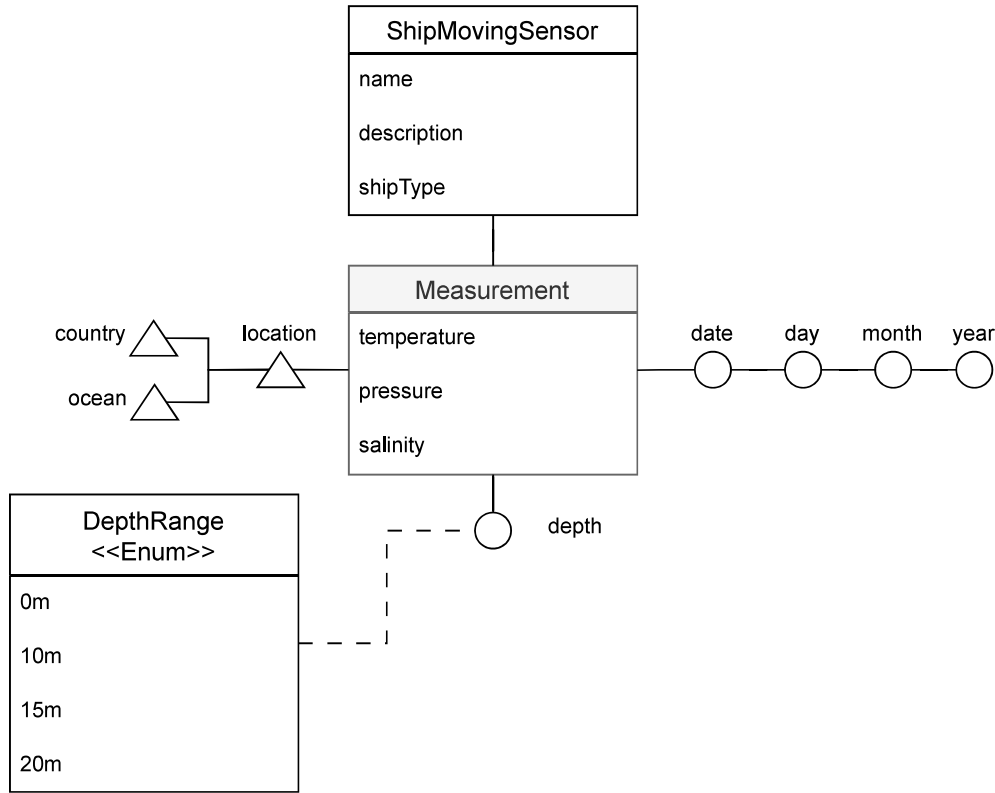 ShipMovingSensor
name
description
shipType
Measurement
temperature
pressure
salinity
country
ocean
location
date
day
month
year
depth
DepthRange
<<Enum>>
0m
10m
15m
20m